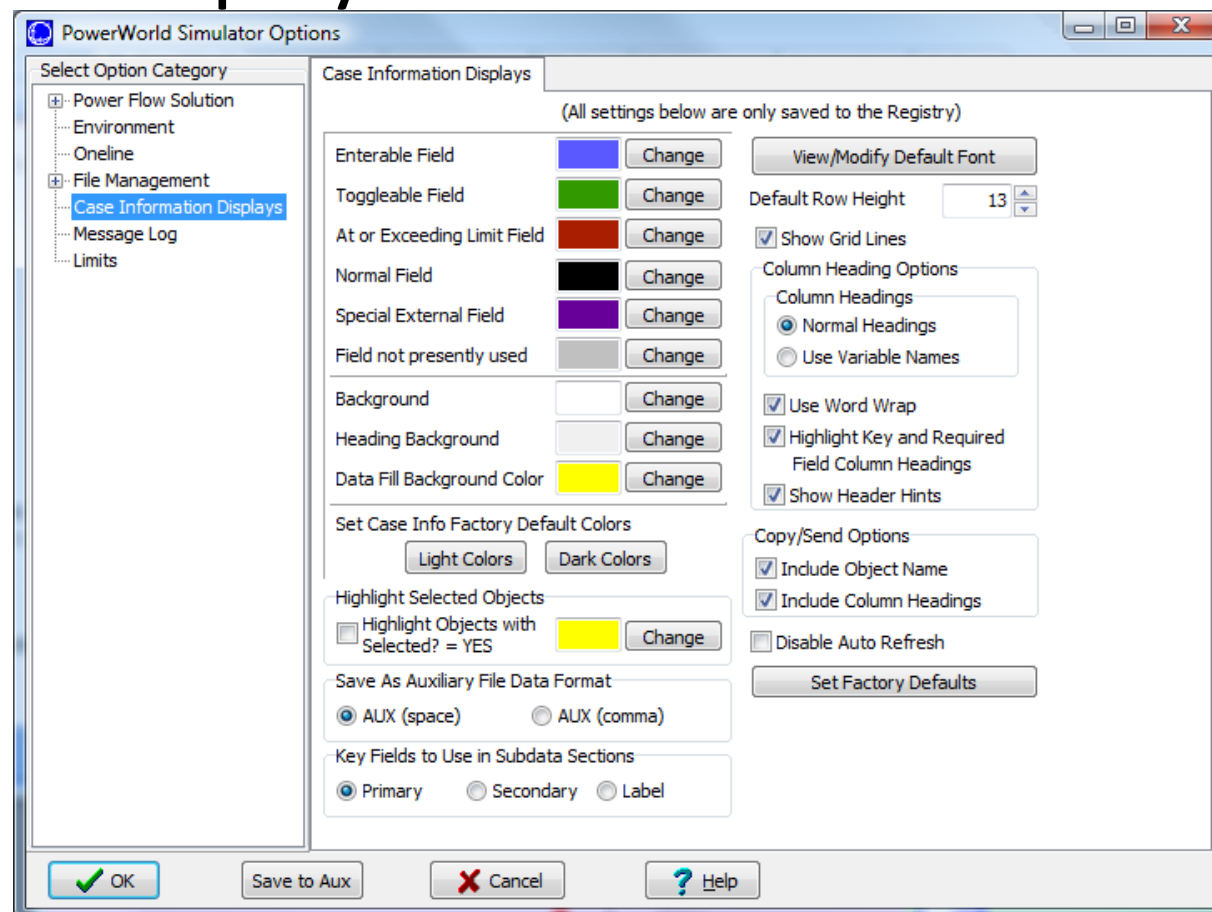 PowerWorld Simulator Options
Select Option Category
Power Flow Solution
Environment
Oneline
File Management
Case Information Displays
Message Log
Limits
Case Information Displays
(All settings below are only saved to the Registry)
Enterable Field Change
Toggleable Field Change
At or Exceeding Limit Field Change
Normal Field Change
Special External Field Change
Field not presently used Change
Background Change
Heading Background Change
Data Fill Background Color Change
Set Case Info Factory Default Colors
Light Colors Dark Colors
Highlight Selected Objects
Highlight Objects with
Selected? = YES
Change
Save As Auxiliary File Data Format
AUX (space) AUX (comma)
Key Fields to Use in Subdata Sections
Primary Secondary Label
View/Modify Default Font
Default Row Height 13
Show Grid Lines
Column Heading Options
Column Headings
Normal Headings
Use Variable Names
Use Word Wrap
Highlight Key and Required
Field Column Headings
Show Header Hints
Copy/Send Options
Include Object Name
Include Column Headings
Disable Auto Refresh
Set Factory Defaults
OK Save to Aux Cancel Help